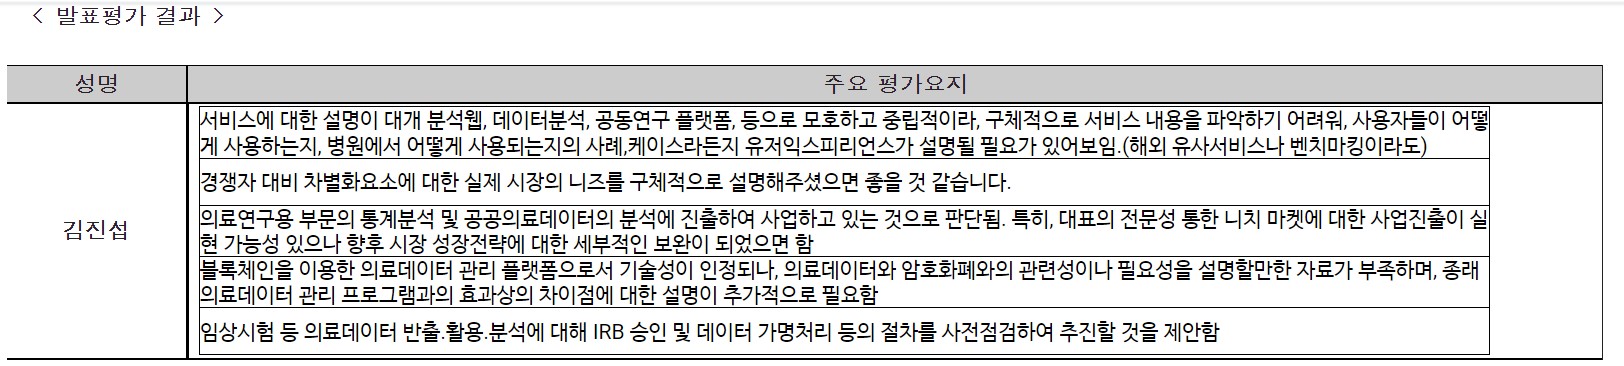 < 발표평가 결과 >
성명
주요 평가요지
김진섭
서비스에 대한 설명이 대개 분석웹, 데이터분석, 공동연구 플랫폼, 등으로 모호하고 중립적이라, 구체적으로 서비스 내용을 파악하기 어려워, 사용자들이 어떻
게 사용하는지, 병원에서 어떻게 사용되는지의 사례,케이스라든지 유저익스피리언스가 설명될 필요가 있어보임.(해외 유사서비스나 벤치마킹이라도)
경쟁자 대비 차별화요소에 대한 실제 시장의 니즈를 구체적으로 설명해주셨으면 좋을 것 같습니다.
의료연구용 부문의 통계분석 및 공공의료데이터의 분석에 진출하여 사업하고 있는 것으로 판단됨. 특히, 대표의 전문성 통한 니치 마켓에 대한 사업진출이 실
현 가능성 있으나 향후 시장 성장전략에 대한 세부적인 보완이 되었으면 함
블록체인을 이용한 의료데이터 관리 플랫폼으로서 기술성이 인정되나, 의료데이터와 암호화폐와의 관련성이나 필요성을 설명할만한 자료가 부족하며, 종래
의료데이터 관리 프로그램과의 효과상의 차이점에 대한 설명이 추가적으로 필요함
임상시험 등 의료데이터 반출.활용.분석에 대해 IRB 승인 및 데이터 가명처리 등의 절차를 사전점검하여 추진할 것을 제안함